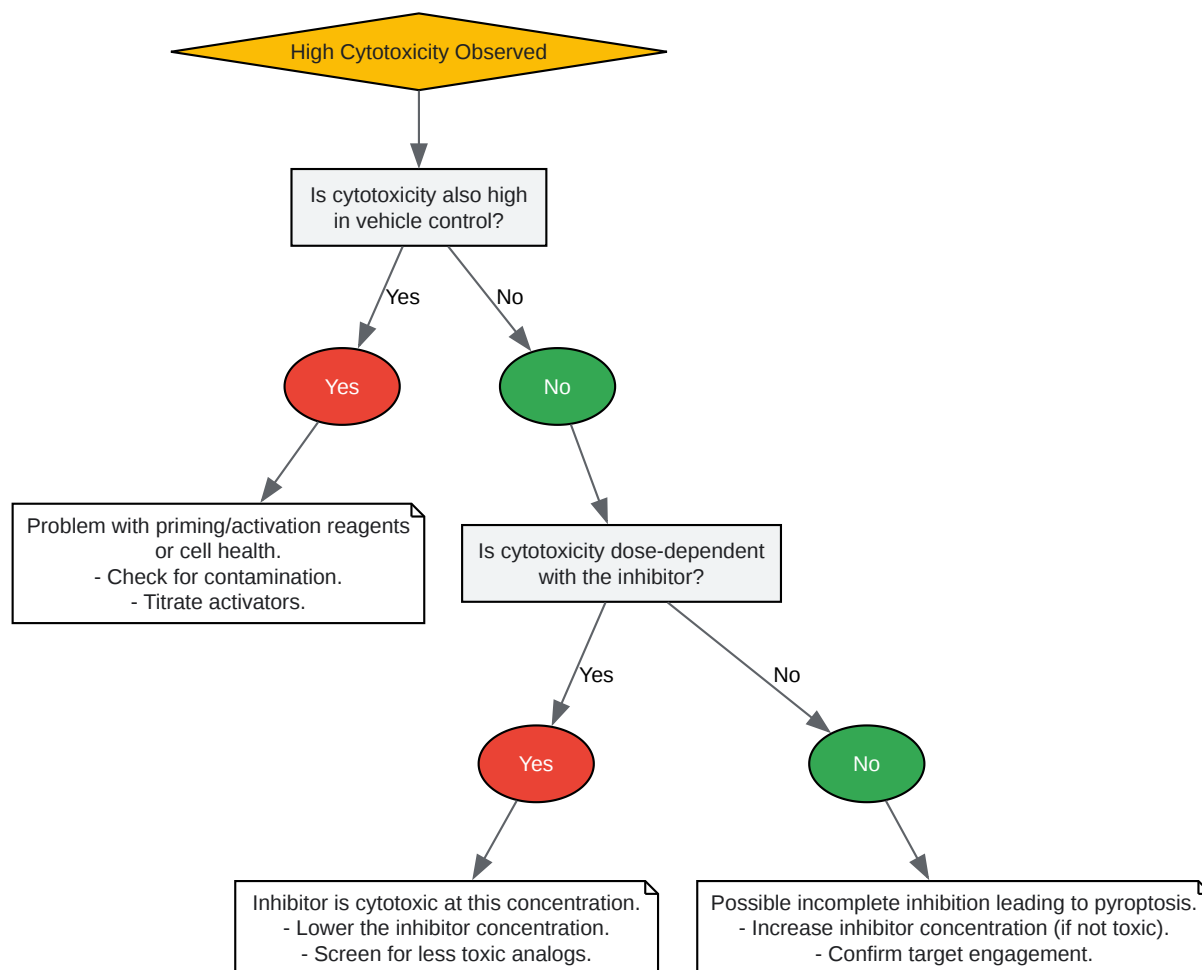 High Cytotoxicity Observed
Is cytotoxicity also high
in vehicle control?
Yes
No
Yes
No
Problem with priming/activation reagents
or cell health.
- Check for contamination.
- Titrate activators.
Is cytotoxicity dose-dependent
with the inhibitor?
Yes
No
Yes
No
Inhibitor is cytotoxic at this concentration.
- Lower the inhibitor concentration.
- Screen for less toxic analogs.
Possible incomplete inhibition leading to pyroptosis.
- Increase inhibitor concentration (if not toxic).
- Confirm target engagement.